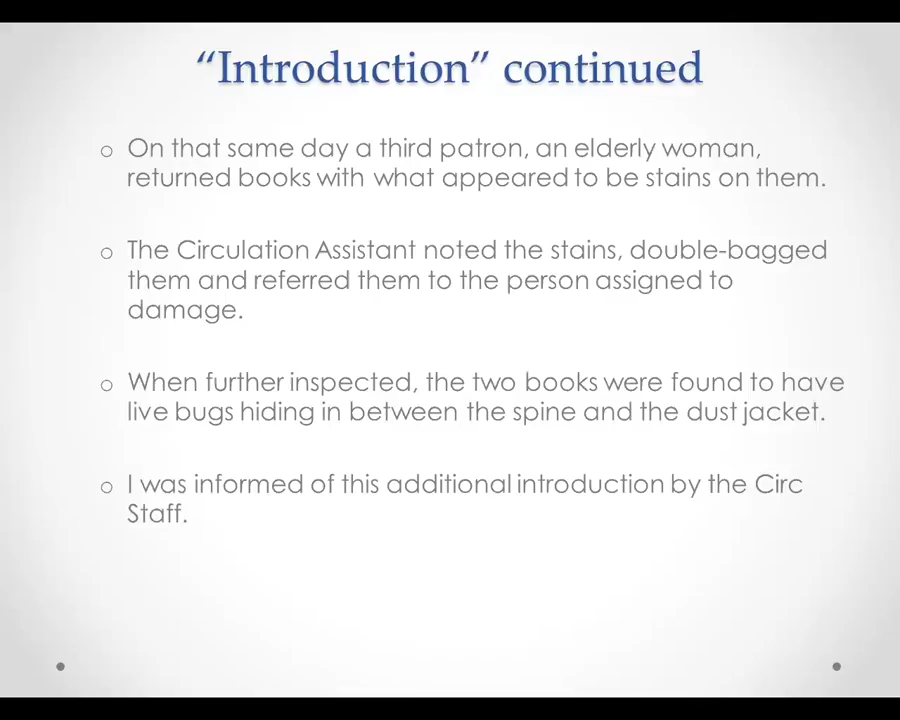 “Introduction” continued
o On that same day a third patron, an elderly woman,
returned books with what appeared to be stains on them.
o The Circulation Assistant noted the stains, double-bagged
them and referred them to the person assigned to
damage.
o When further inspected, the two books were found to have
live bugs hiding in between the spine and the dust jacket.
o I was informed of this additional introduction by the Circ
Staff.